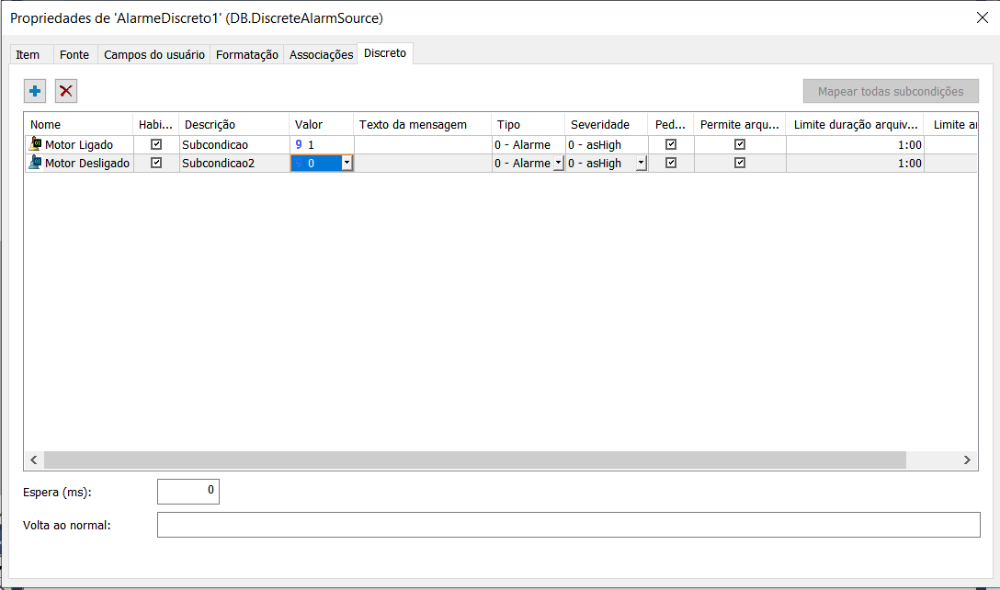 Propriedades de 'AlarmeDiscreto1' (DB.DiscreteAlarmSource)
Item Fonte Campos do usuário Formatação Associações Discreto
Mapear todas subcondições
Nome Habi... Descrição Valor Texto da mensagem Tipo Severidade Ped... Permite arqu... Limite duração arquiv... Limite a
Motor Ligado Subcondicao 9 1 0 - Alarme 0 - asHigh 1:00
Motor Desligado Subcondicao2 9 0 0 - Alarme 0 - asHigh 1:00
Espera (ms): 0
Volta ao normal: